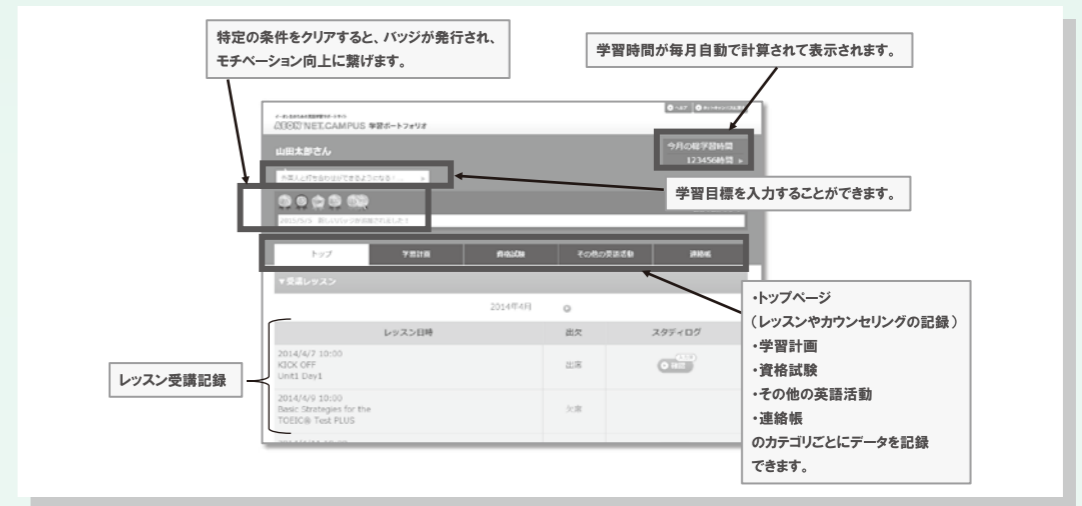 特定の条件をクリアすると、バッジが発行され、
モチベーション向上に繋げます。
学習時間が毎月自動で計算されて表示されます。
AEON NET CAMPUS 学習ポートフォリオ
山田太郎さん
今月の総学習時間
123456時間
学習目標を入力することができます。
トップ
学習計画
資格試験
その他の英語活動
連絡帳
▼受講レッスン
2014年4月
レッスン日時
出欠
スタディログ
レッスン受講記録
2014/4/7 10:00
KICK OFF
Unit1 Day1
出席
確認
2014/4/9 10:00
Basic Strategies for the
TOEIC® Test PLUS
欠席
・トップページ
（レッスンやカウンセリングの記録）
・学習計画
・資格試験
・その他の英語活動
・連絡帳
のカテゴリごとにデータを記録
できます。